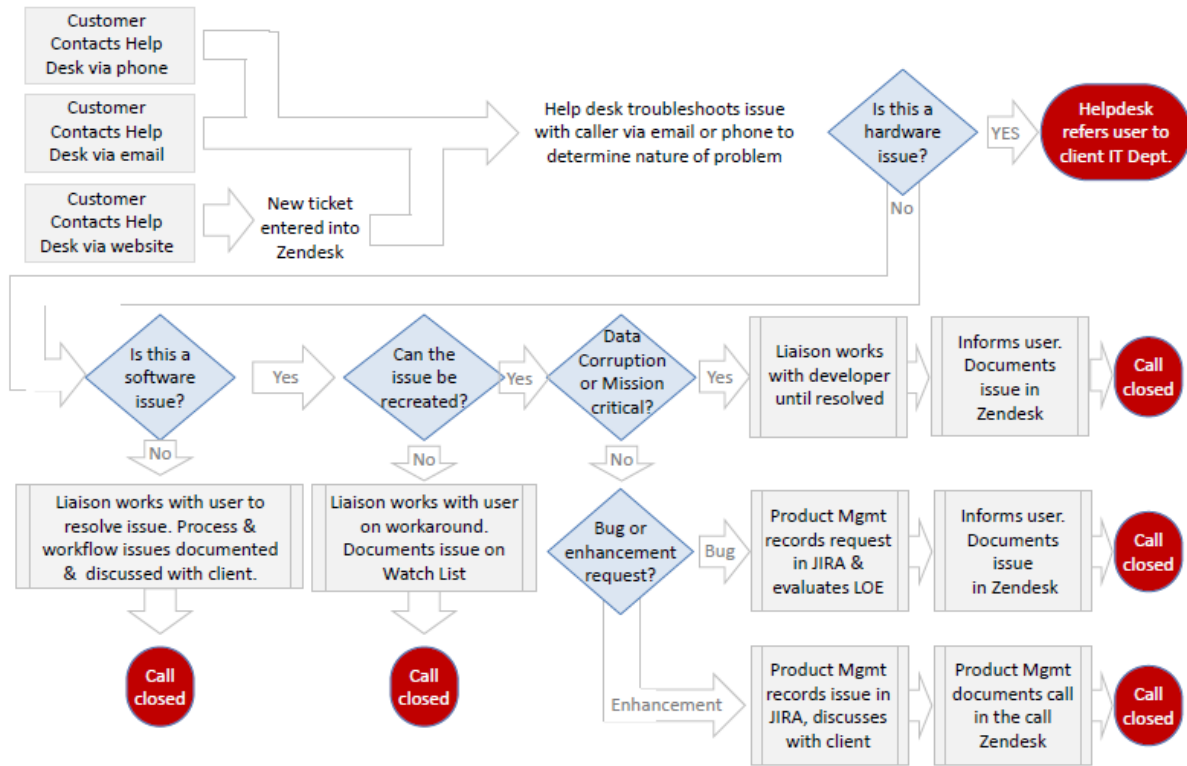 Customer
Contacts Help
Desk via phone
Customer
Contacts Help
Desk via email
Customer
Contacts Help
Desk via website
New ticket
entered into
Zendesk
Help desk troubleshoots issue
with caller via email or phone to
determine nature of problem
Is this a
hardware
issue?
YES
Helpdesk
refers user to
client IT Dept.
No
Is this a
software
issue?
Yes
Can the
issue be
recreated?
Yes
Data
Corruption
or Mission
critical?
Yes
Liaison works
with developer
until resolved
Informs user.
Documents
issue in
Zendesk
Call
closed
No
No
No
Liaison works with user to
resolve issue. Process &
workflow issues documented
& discussed with client.
Liaison works with user
on workaround.
Documents issue on
Watch List
Bug or
enhancement
request?
Bug
Product Mgmt
records request
in JIRA &
evaluates LOE
Informs user.
Documents
issue
in Zendesk
Call
closed
Call
closed
Call
closed
Enhancement
Product Mgmt
records issue in
JIRA, discusses
with client
Product Mgmt
documents call
in the call
Zendesk
Call
closed